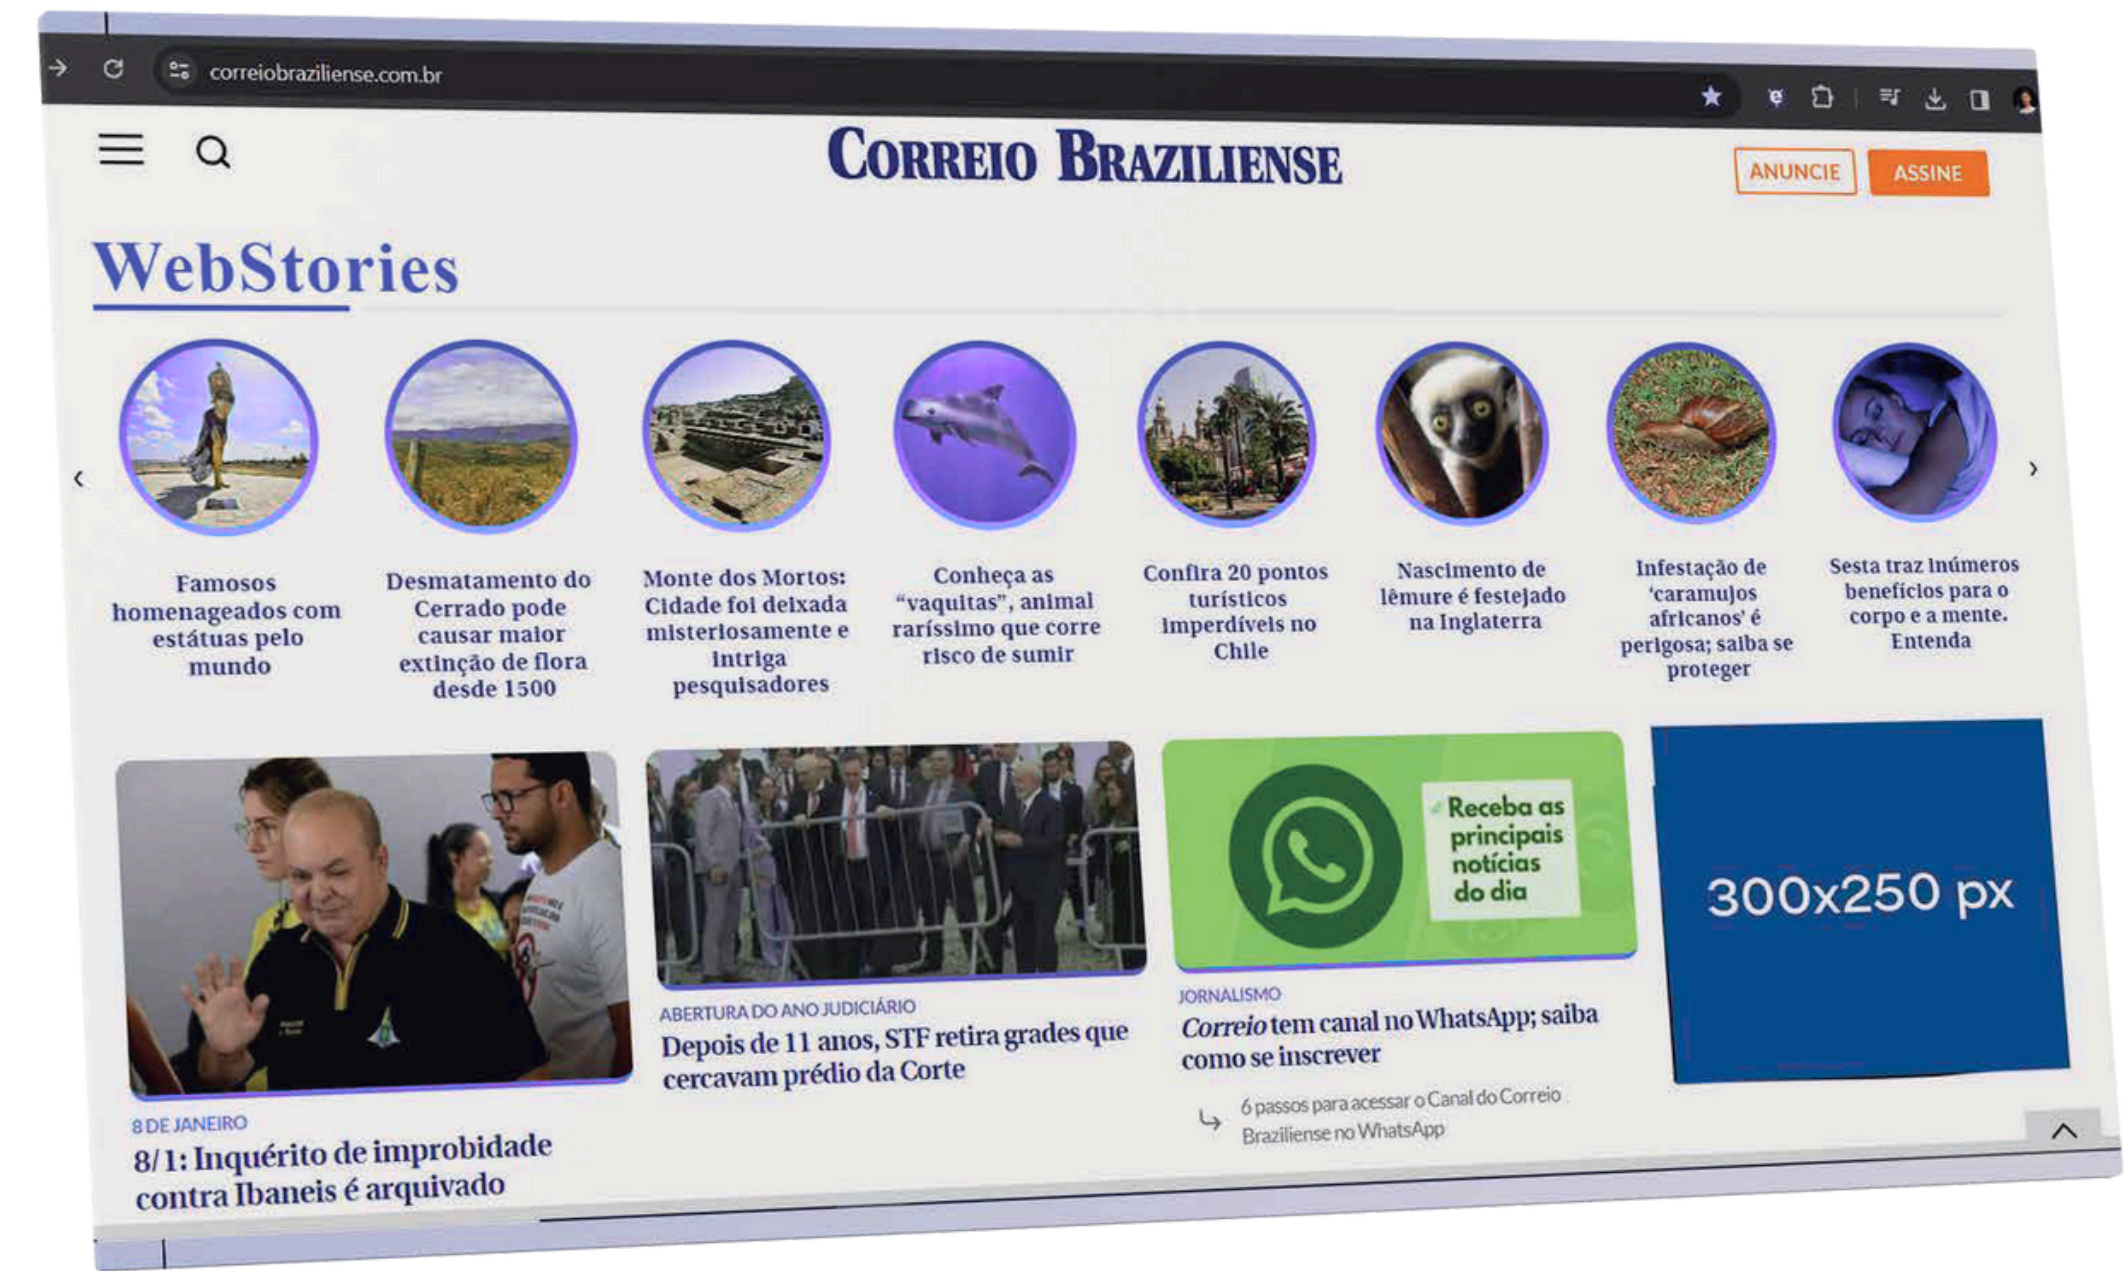 correiobraziliense.com.br
CORREIO BRAZILIENSE
ANUNCIE
ASSINE
WebStories
Famosos
homenageados com
estátuas pelo
mundo
Desmatamento do
Cerrado pode
causar maior
extinção de flora
desde 1500
Monte dos Mortos:
Cidade foi deixada
misteriosamente e
intriga
pesquisadores
Conheça as
"vaquitas", animal
raríssimo que corre
risco de sumir
Confira 20 pontos
turísticos
imperdíveis no
Chile
Nascimento de
lêmure é festejado
na Inglaterra
Infestação de
'caramujos
africanos' é
perigosa; saiba se
proteger
Sesta traz inúmeros
benefícios para o
corpo e a mente.
Entenda
8 DE JANEIRO
8/1: Inquérito de improbidade
contra Ibaneis é arquivado
ABERTURA DO ANO JUDICIÁRIO
Depois de 11 anos, STF retira grades que
cercavam prédio da Corte
Receba as
principais
notícias
do dia
JORNALISMO
Correio tem canal no WhatsApp; saiba
como se inscrever
6 passos para acessar o Canal do Correio
Braziliense no WhatsApp
300x250 px